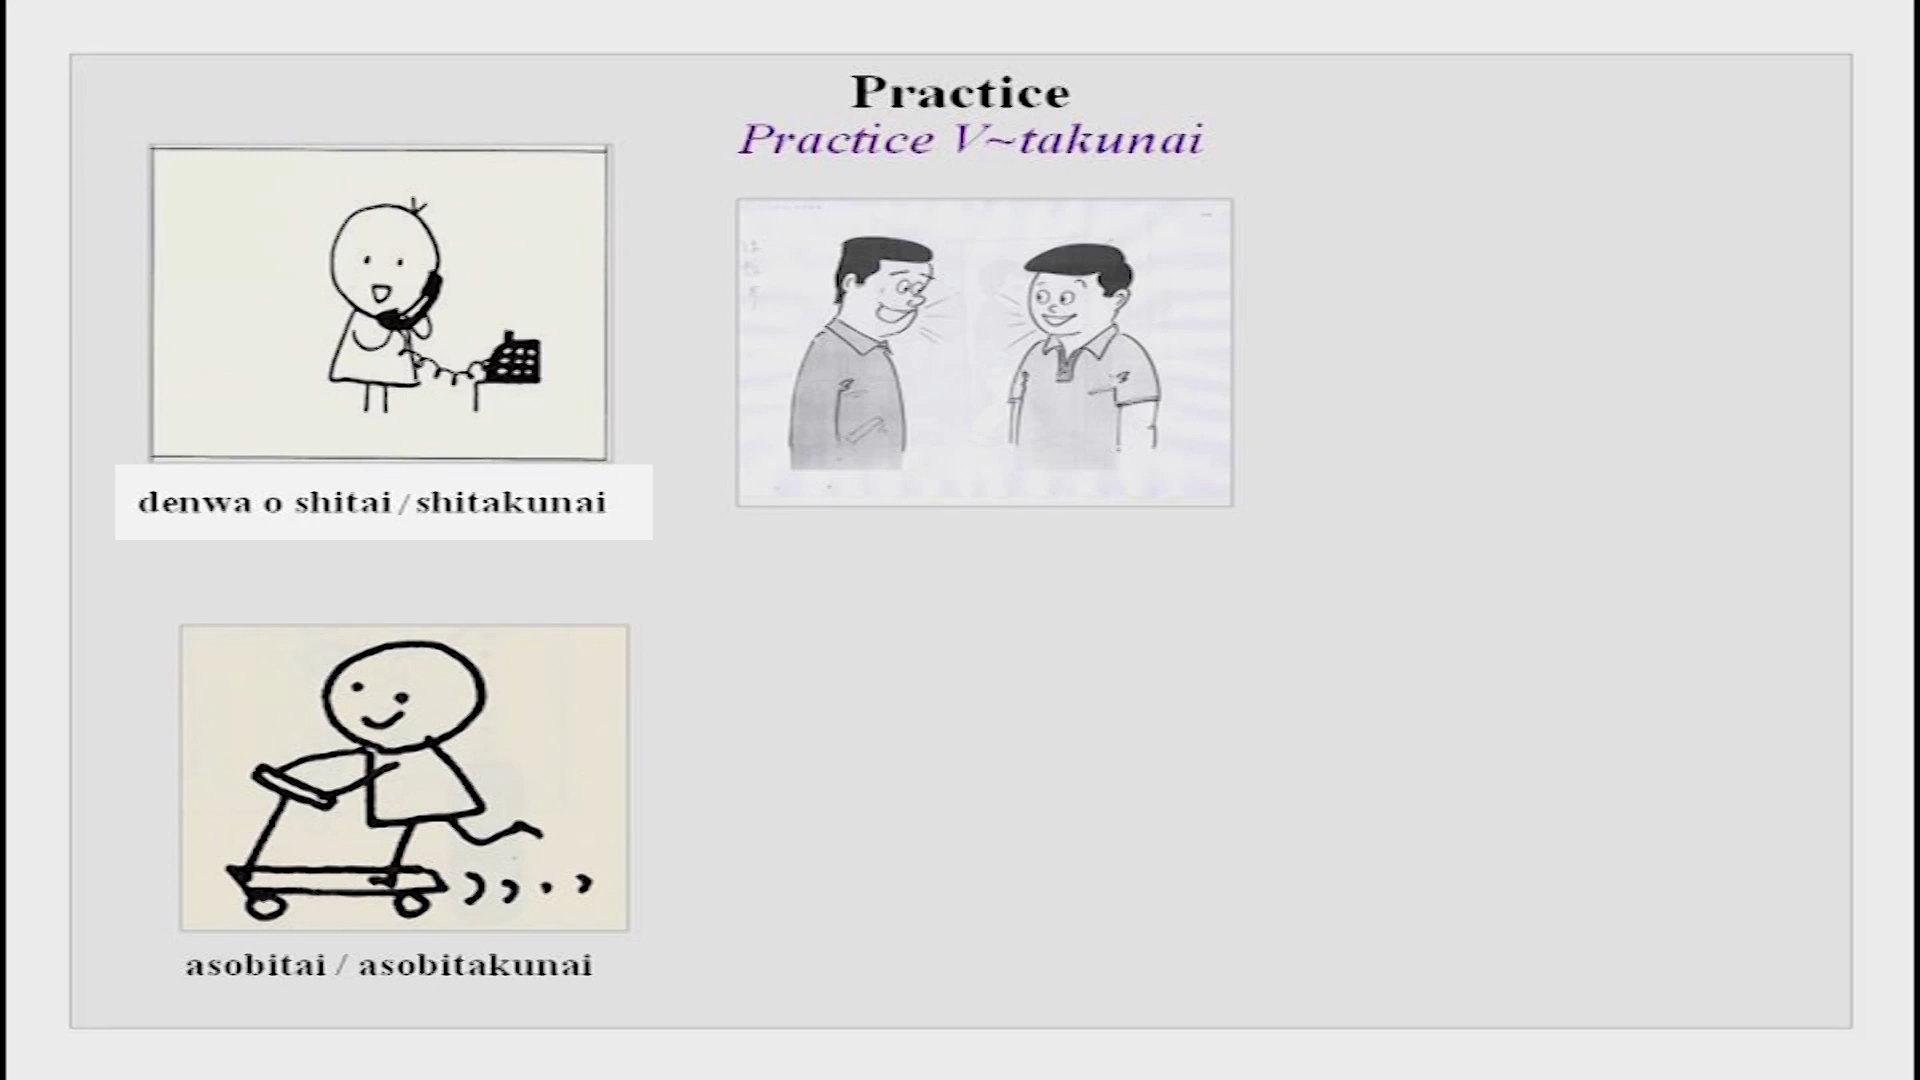 Practice
Practice V~takunai
denwa o shitai / shitakunai
asobitai / asobitakunai